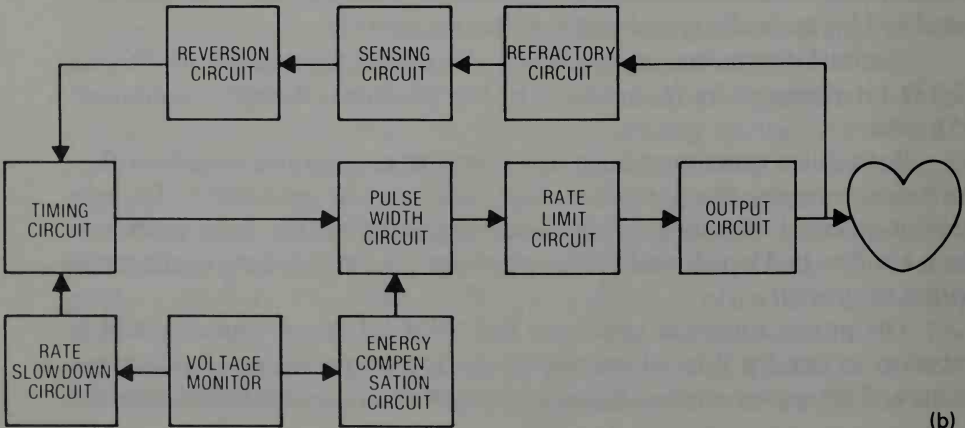 REVERSION
CIRCUIT
SENSING
CIRCUIT
REFRACTORY
CIRCUIT
TIMING
CIRCUIT
PULSE
WIDTH
CIRCUIT
RATE
LIMIT
CIRCUIT
OUTPUT
CIRCUIT
RATE
SLOWDOWN
CIRCUIT
VOLTAGE
MONITOR
ENERGY
COMPEN
SATION
CIRCUIT
(b)